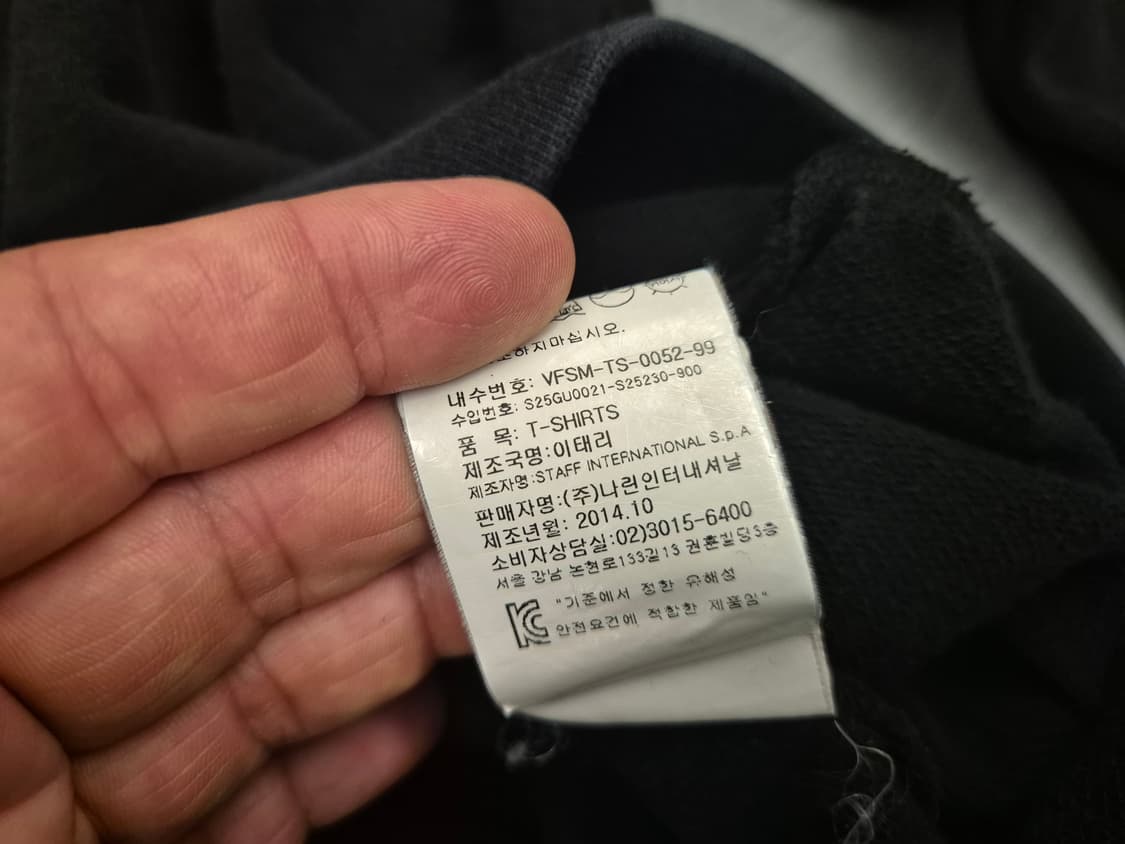 하지마십시오.
내수번호: VFSM-TS-0052-99
수입번호: S25GU0021-S25230-900
품 목: T-SHIRTS
제조국명:이태리
제조자명:STAFF INTERNATIONAL S.p.A
판매자명:(주)나린인터내셔날
제조년월: 2014.10
소비자상담실:02)3015-6400
서울 강남 논현로133길13 권훈빌딩3층
"기준에서 정한 유해성
안전요건에 적합한 제품임"